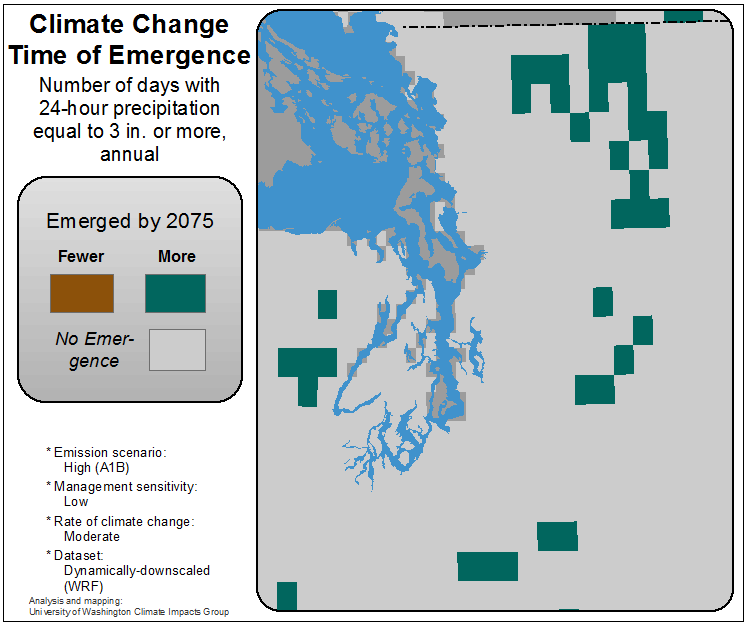 Climate Change
Time of Emergence
Number of days with
24-hour precipitation
equal to 3 in. or more,
annual
Emerged by 2075
Fewer More
No Emer-
gence
* Emission scenario:
High (A1B)
* Management sensitivity:
Low
* Rate of climate change:
Moderate
* Dataset:
Dynamically-downscaled
(WRF)
Analysis and mapping:
University of Washington Climate Impacts Group